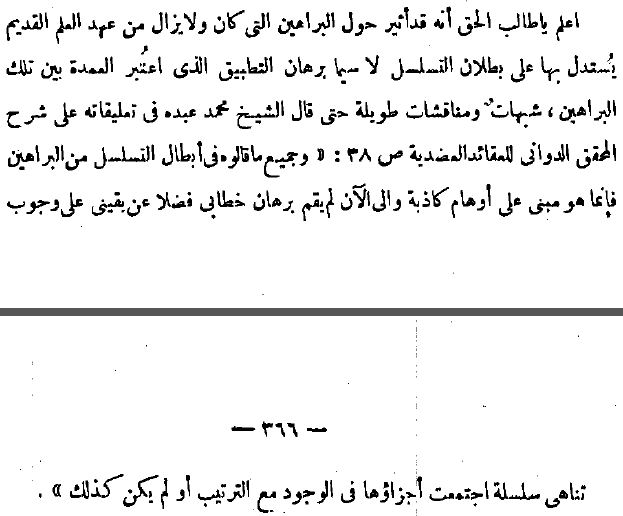 اعلم ياطالب الحق أنه قدأثير حول البراهين التى كان ولايزال من عهد العلم القديم
يُستدل بها على بطلان التسلسل لا سيما برهان التطبيق الذى اعتُبر العمدة بين تلك
البراهين ، شبهاتٌ ومناقشات طويلة حتى قال الشيخ محمد عبده فى تعليقاته على شرح
المحقق الدوانى للعقائدالعضدية ص ٣٨ : « وجميع ماقالوه فى أبطال التسلسل من البراهين
فإنما هو مبنى على أوهام كاذبة والى الآن لم يقم برهان خطابى فضلا عن يقينى على وجوب
— ٣٦٦ —
تناهى سلسلة اجتمعت أجزاؤها فى الوجود مع الترتيب أو لم يكن كذلك » .